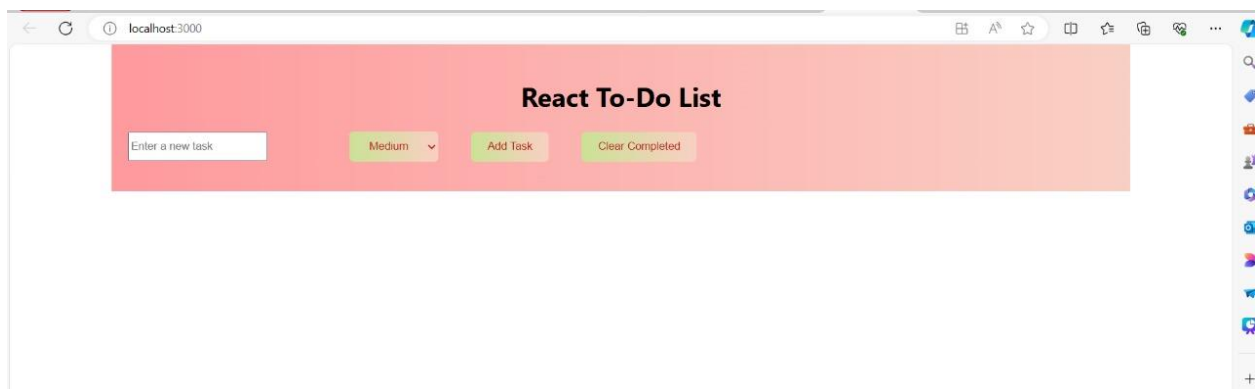 localhost:3000
React To-Do List
Enter a new task Medium Add Task Clear Completed